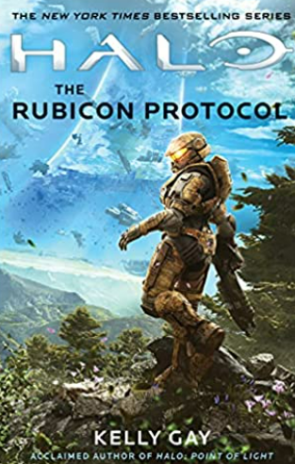 THE NEW YORK TIMES BESTSELLING SERIES
HALO
THE
RUBICON PROTOCOL
KELLY GAY
ACCLAIMED AUTHOR OF HALO: POINT OF LIGHT